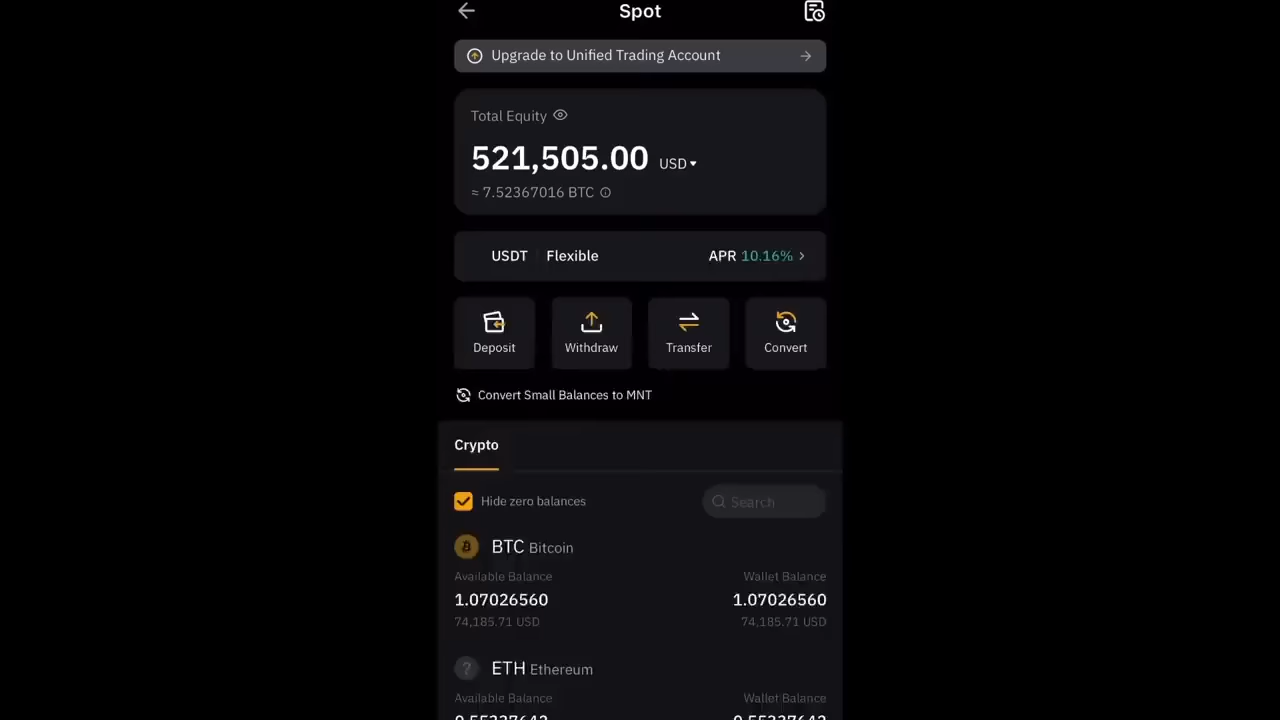 Spot
Upgrade to Unified Trading Account
Total Equity
521,505.00 USD
≈ 7.52367016 BTC
USDT Flexible APR 10.16%
Deposit Withdraw Transfer Convert
Convert Small Balances to MNT
Crypto
Hide zero balances Search
BTC Bitcoin
Available Balance Wallet Balance
1.07026560 1.07026560
74,185.71 USD 74,185.71 USD
? ETH Ethereum
Available Balance Wallet Balance